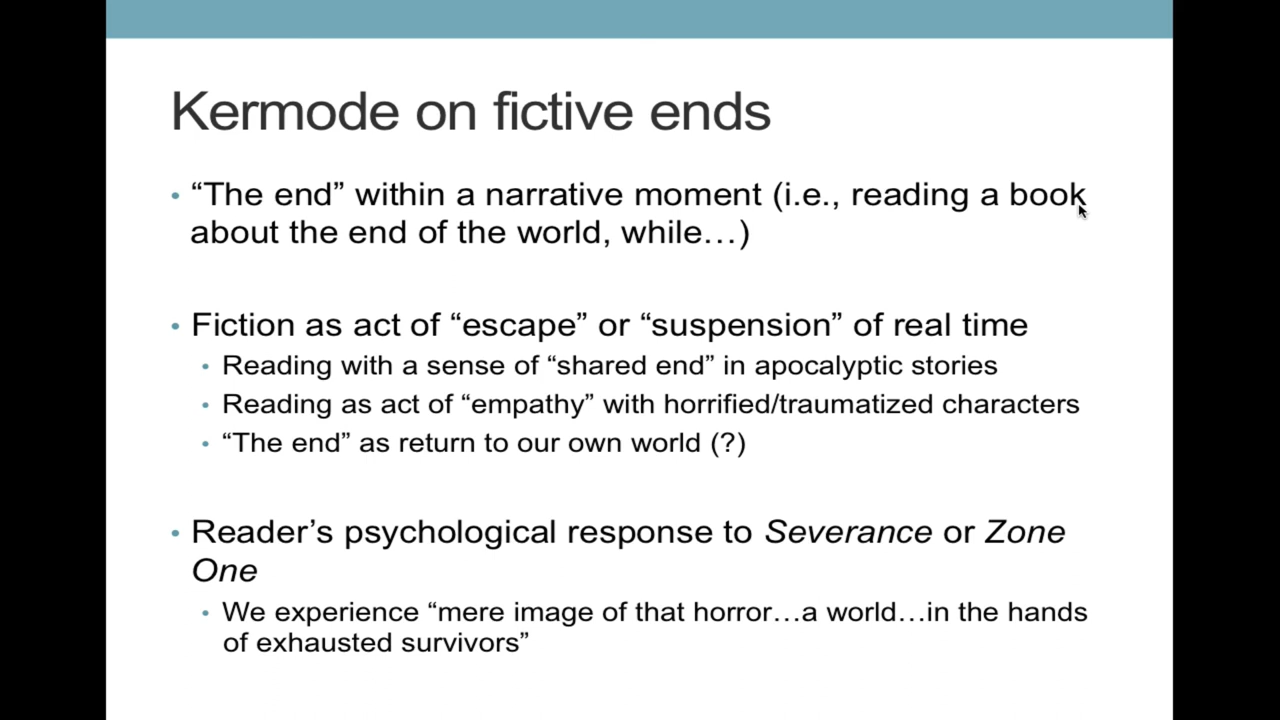 Kermode on fictive ends
• “The end” within a narrative moment (i.e., reading a book
about the end of the world, while…)
• Fiction as act of “escape” or “suspension” of real time
• Reading with a sense of “shared end” in apocalyptic stories
• Reading as act of “empathy” with horrified/traumatized characters
• “The end” as return to our own world (?)
• Reader’s psychological response to Severance or Zone
One
• We experience “mere image of that horror…a world…in the hands
of exhausted survivors”